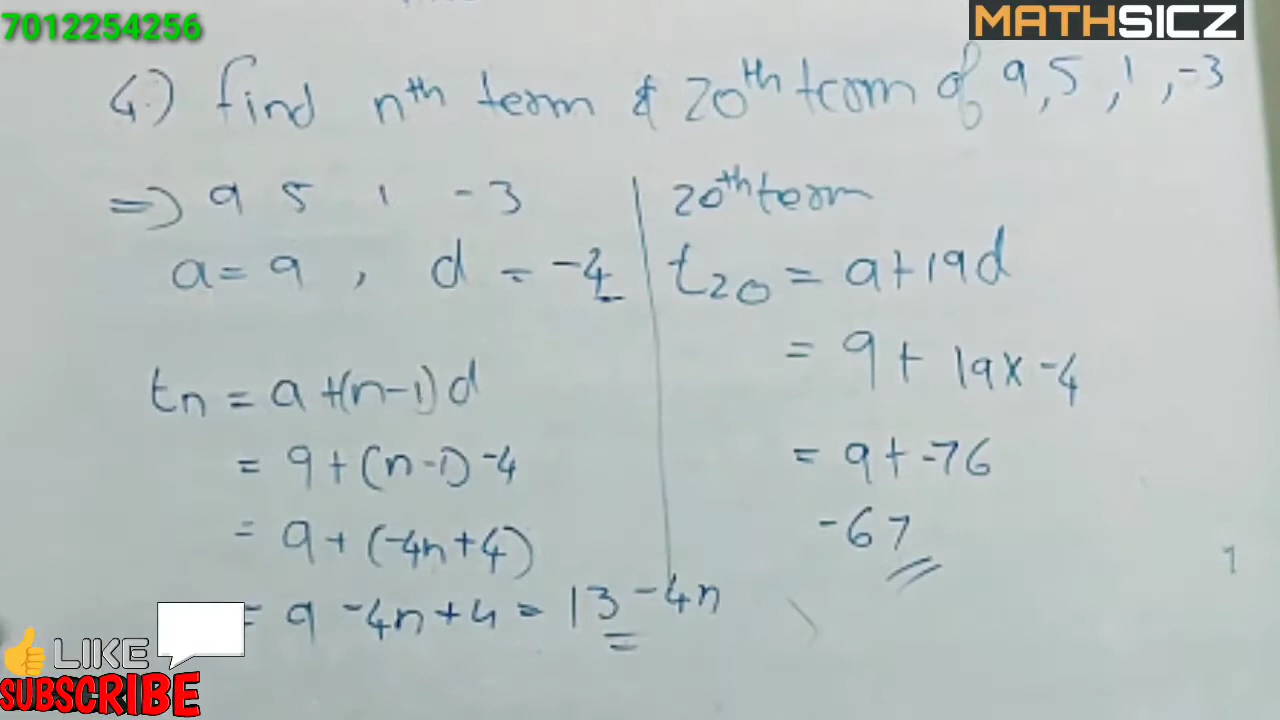 7012254256
MATHSICZ
4.) find nth term & 20th term of 9, 5, 1, -3
=) 9 5 1 -3
a = 9 , d = -4
tn = a +(n-1)d
= 9 + (n-1) -4
= 9 + (-4n+4)
= 9 -4n+4 = 13 -4n
20th term
t20 = a+19d
= 9 + 19x -4
= 9 + -76
-67
LIKE
SUBSCRIBE